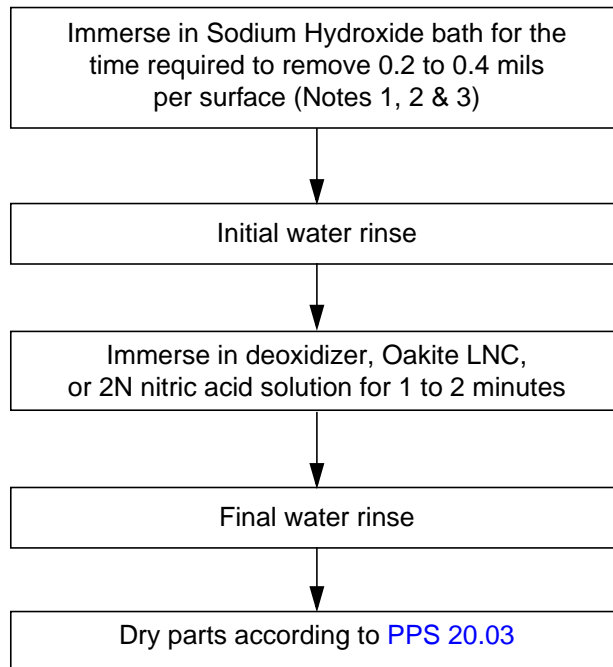 Immerse in Sodium Hydroxide bath for the
time required to remove 0.2 to 0.4 mils
per surface (Notes 1, 2 & 3)
Initial water rinse
Immerse in deoxidizer, Oakite LNC,
or 2N nitric acid solution for 1 to 2 minutes
Final water rinse
Dry parts according to PPS 20.03